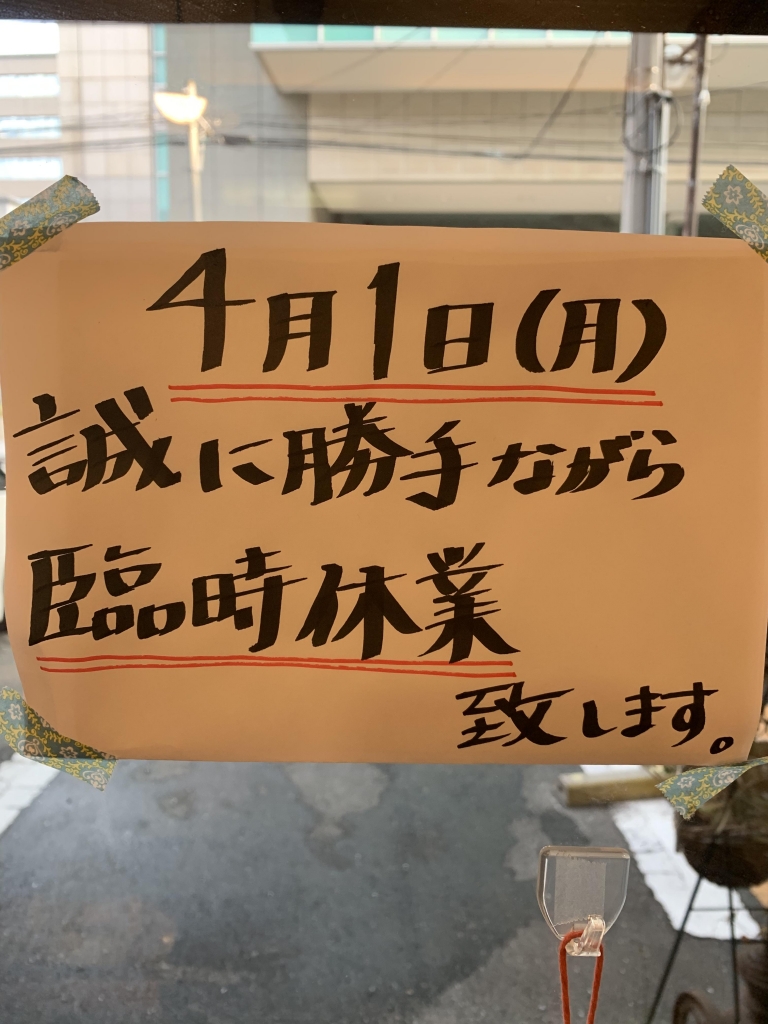 4月1日(月)
誠に勝手ながら
臨時休業
致します。